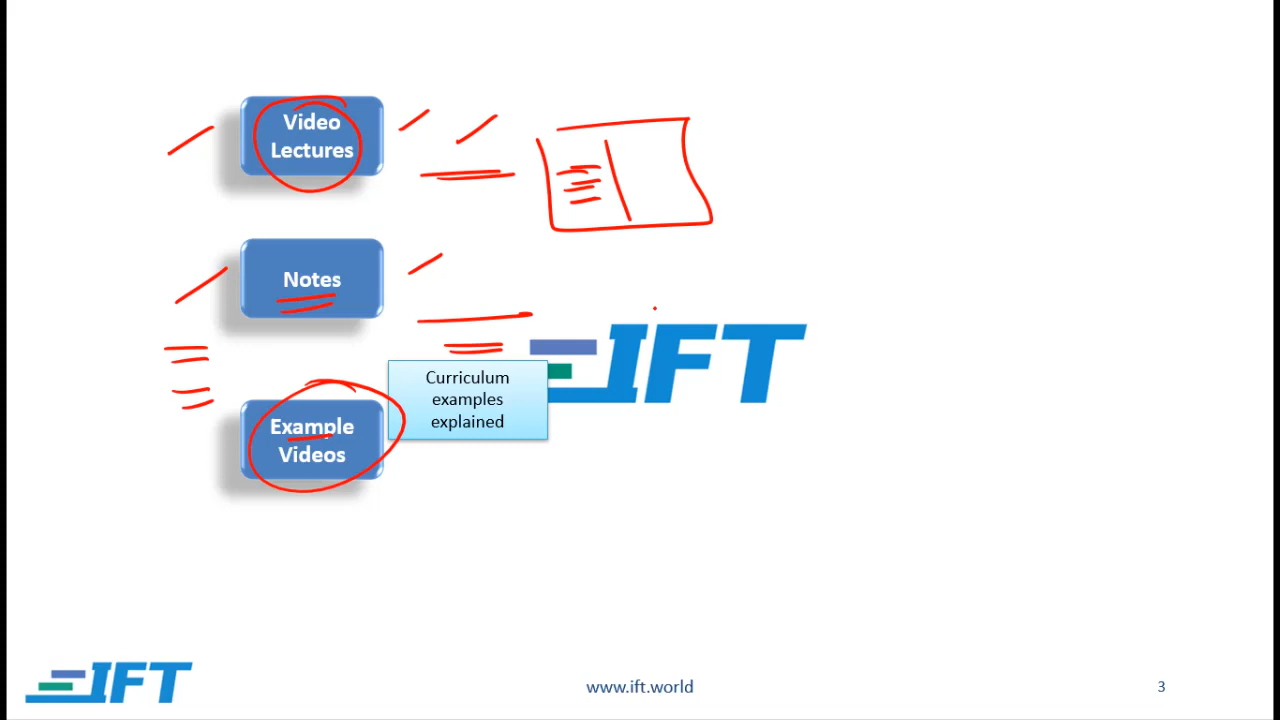 Video
Lectures
Notes
IFT
Curriculum
examples
explained
Example
Videos
IFT
www.ift.world
3